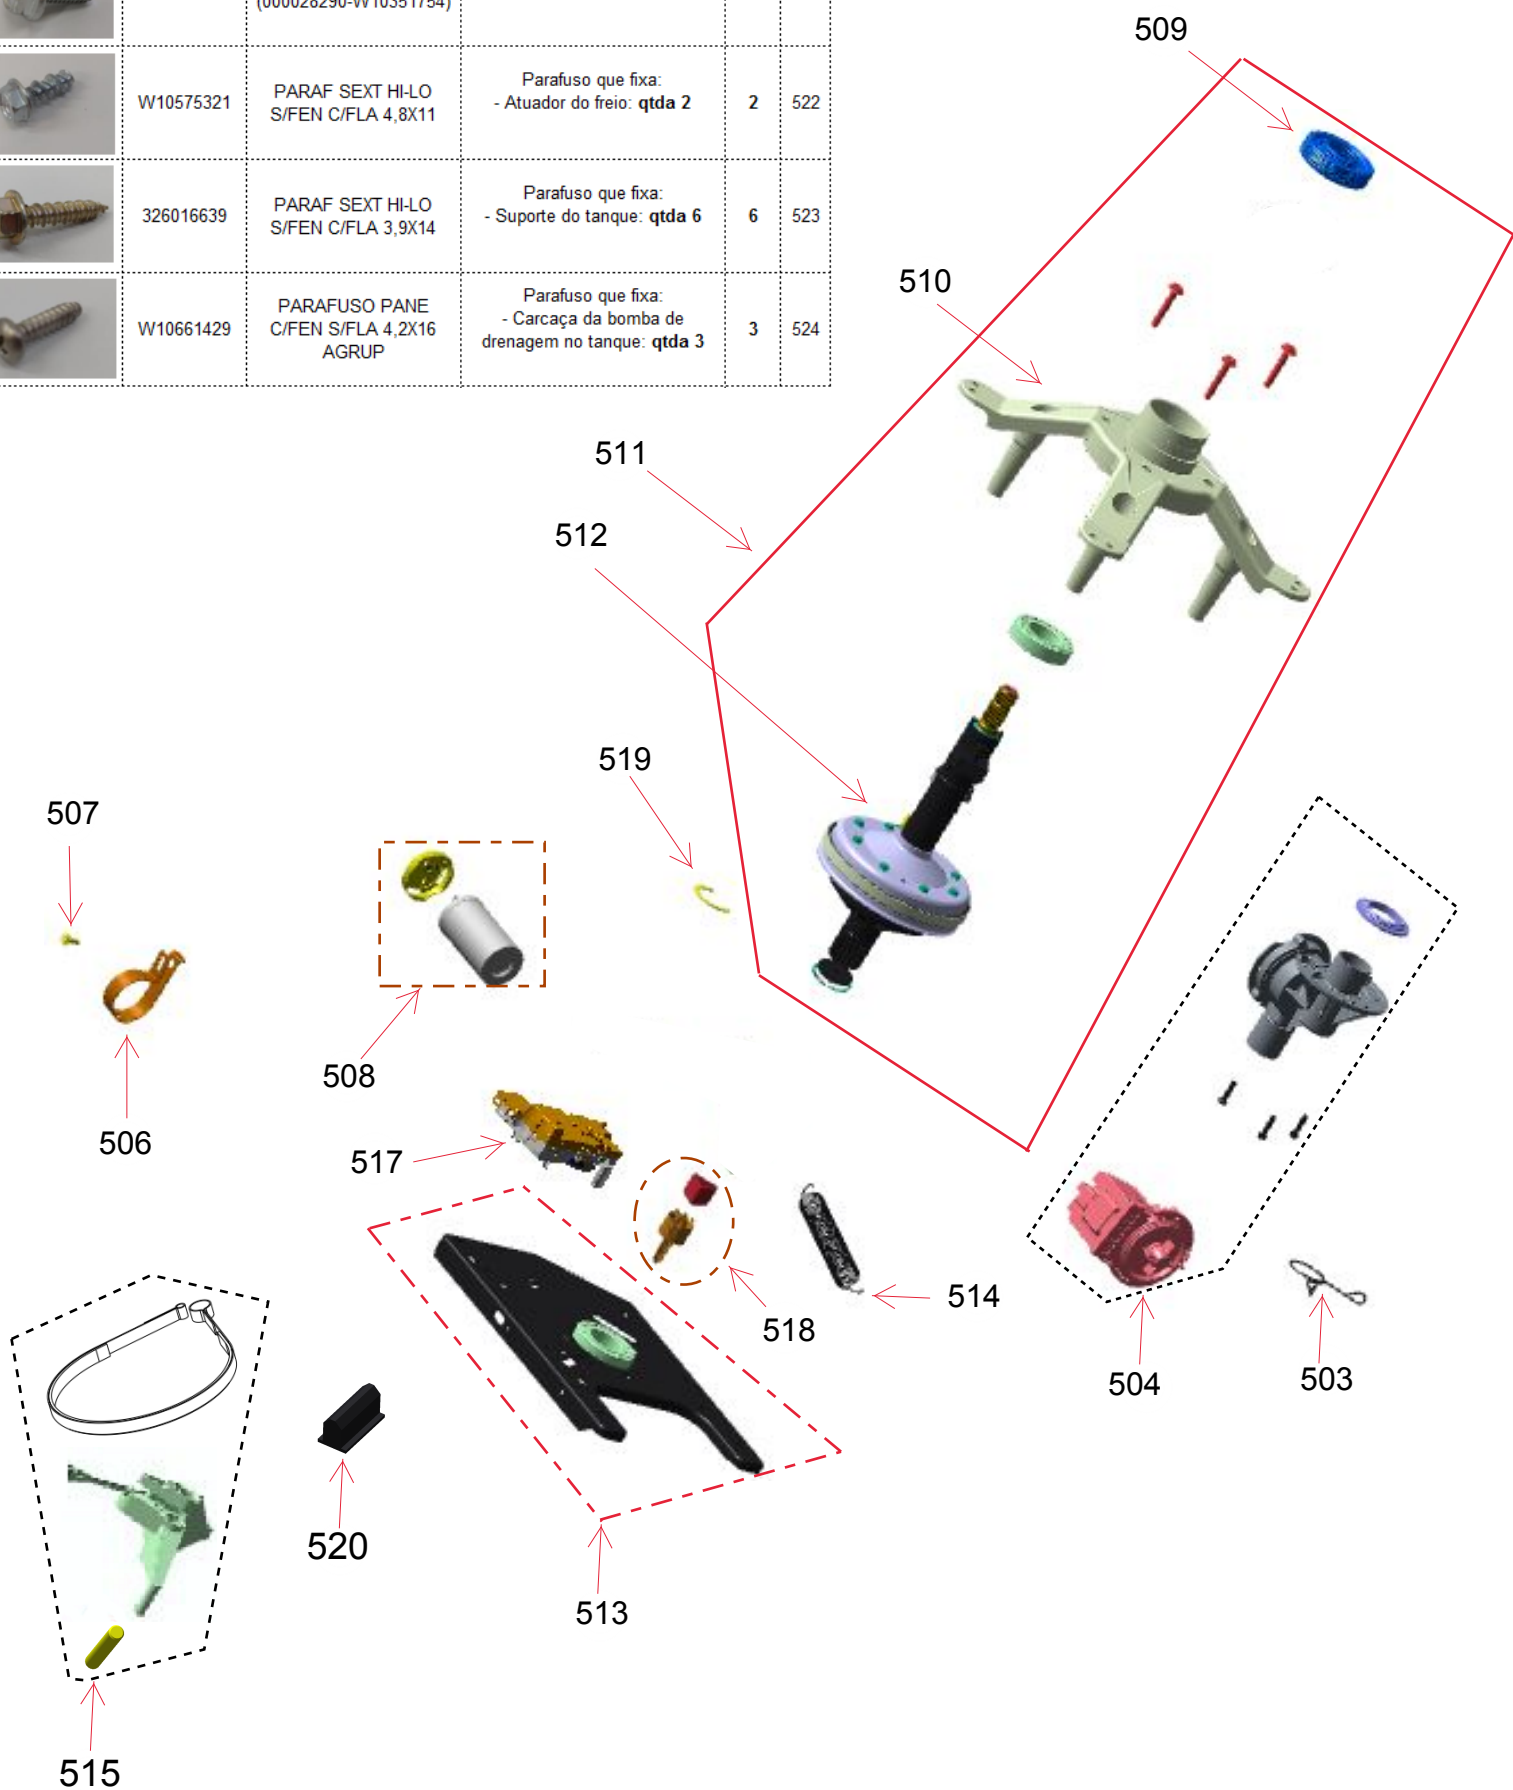 (000028290-W10351754)
W10575321
PARAF SEXT HI-LO
S/FEN C/FLA 4,8X11
Parafuso que fixa:
- Atuador do freio: qtda 2
2
522
326016639
PARAF SEXT HI-LO
S/FEN C/FLA 3,9X14
Parafuso que fixa:
- Suporte do tanque: qtda 6
6
523
W10661429
PARAFUSO PANE
C/FEN S/FLA 4,2X16
AGRUP
Parafuso que fixa:
- Carcaça da bomba de
drenagem no tanque: qtda 3
3
524
509
510
511
512
519
507
508
506
517
518
514
504
503
520
513
515